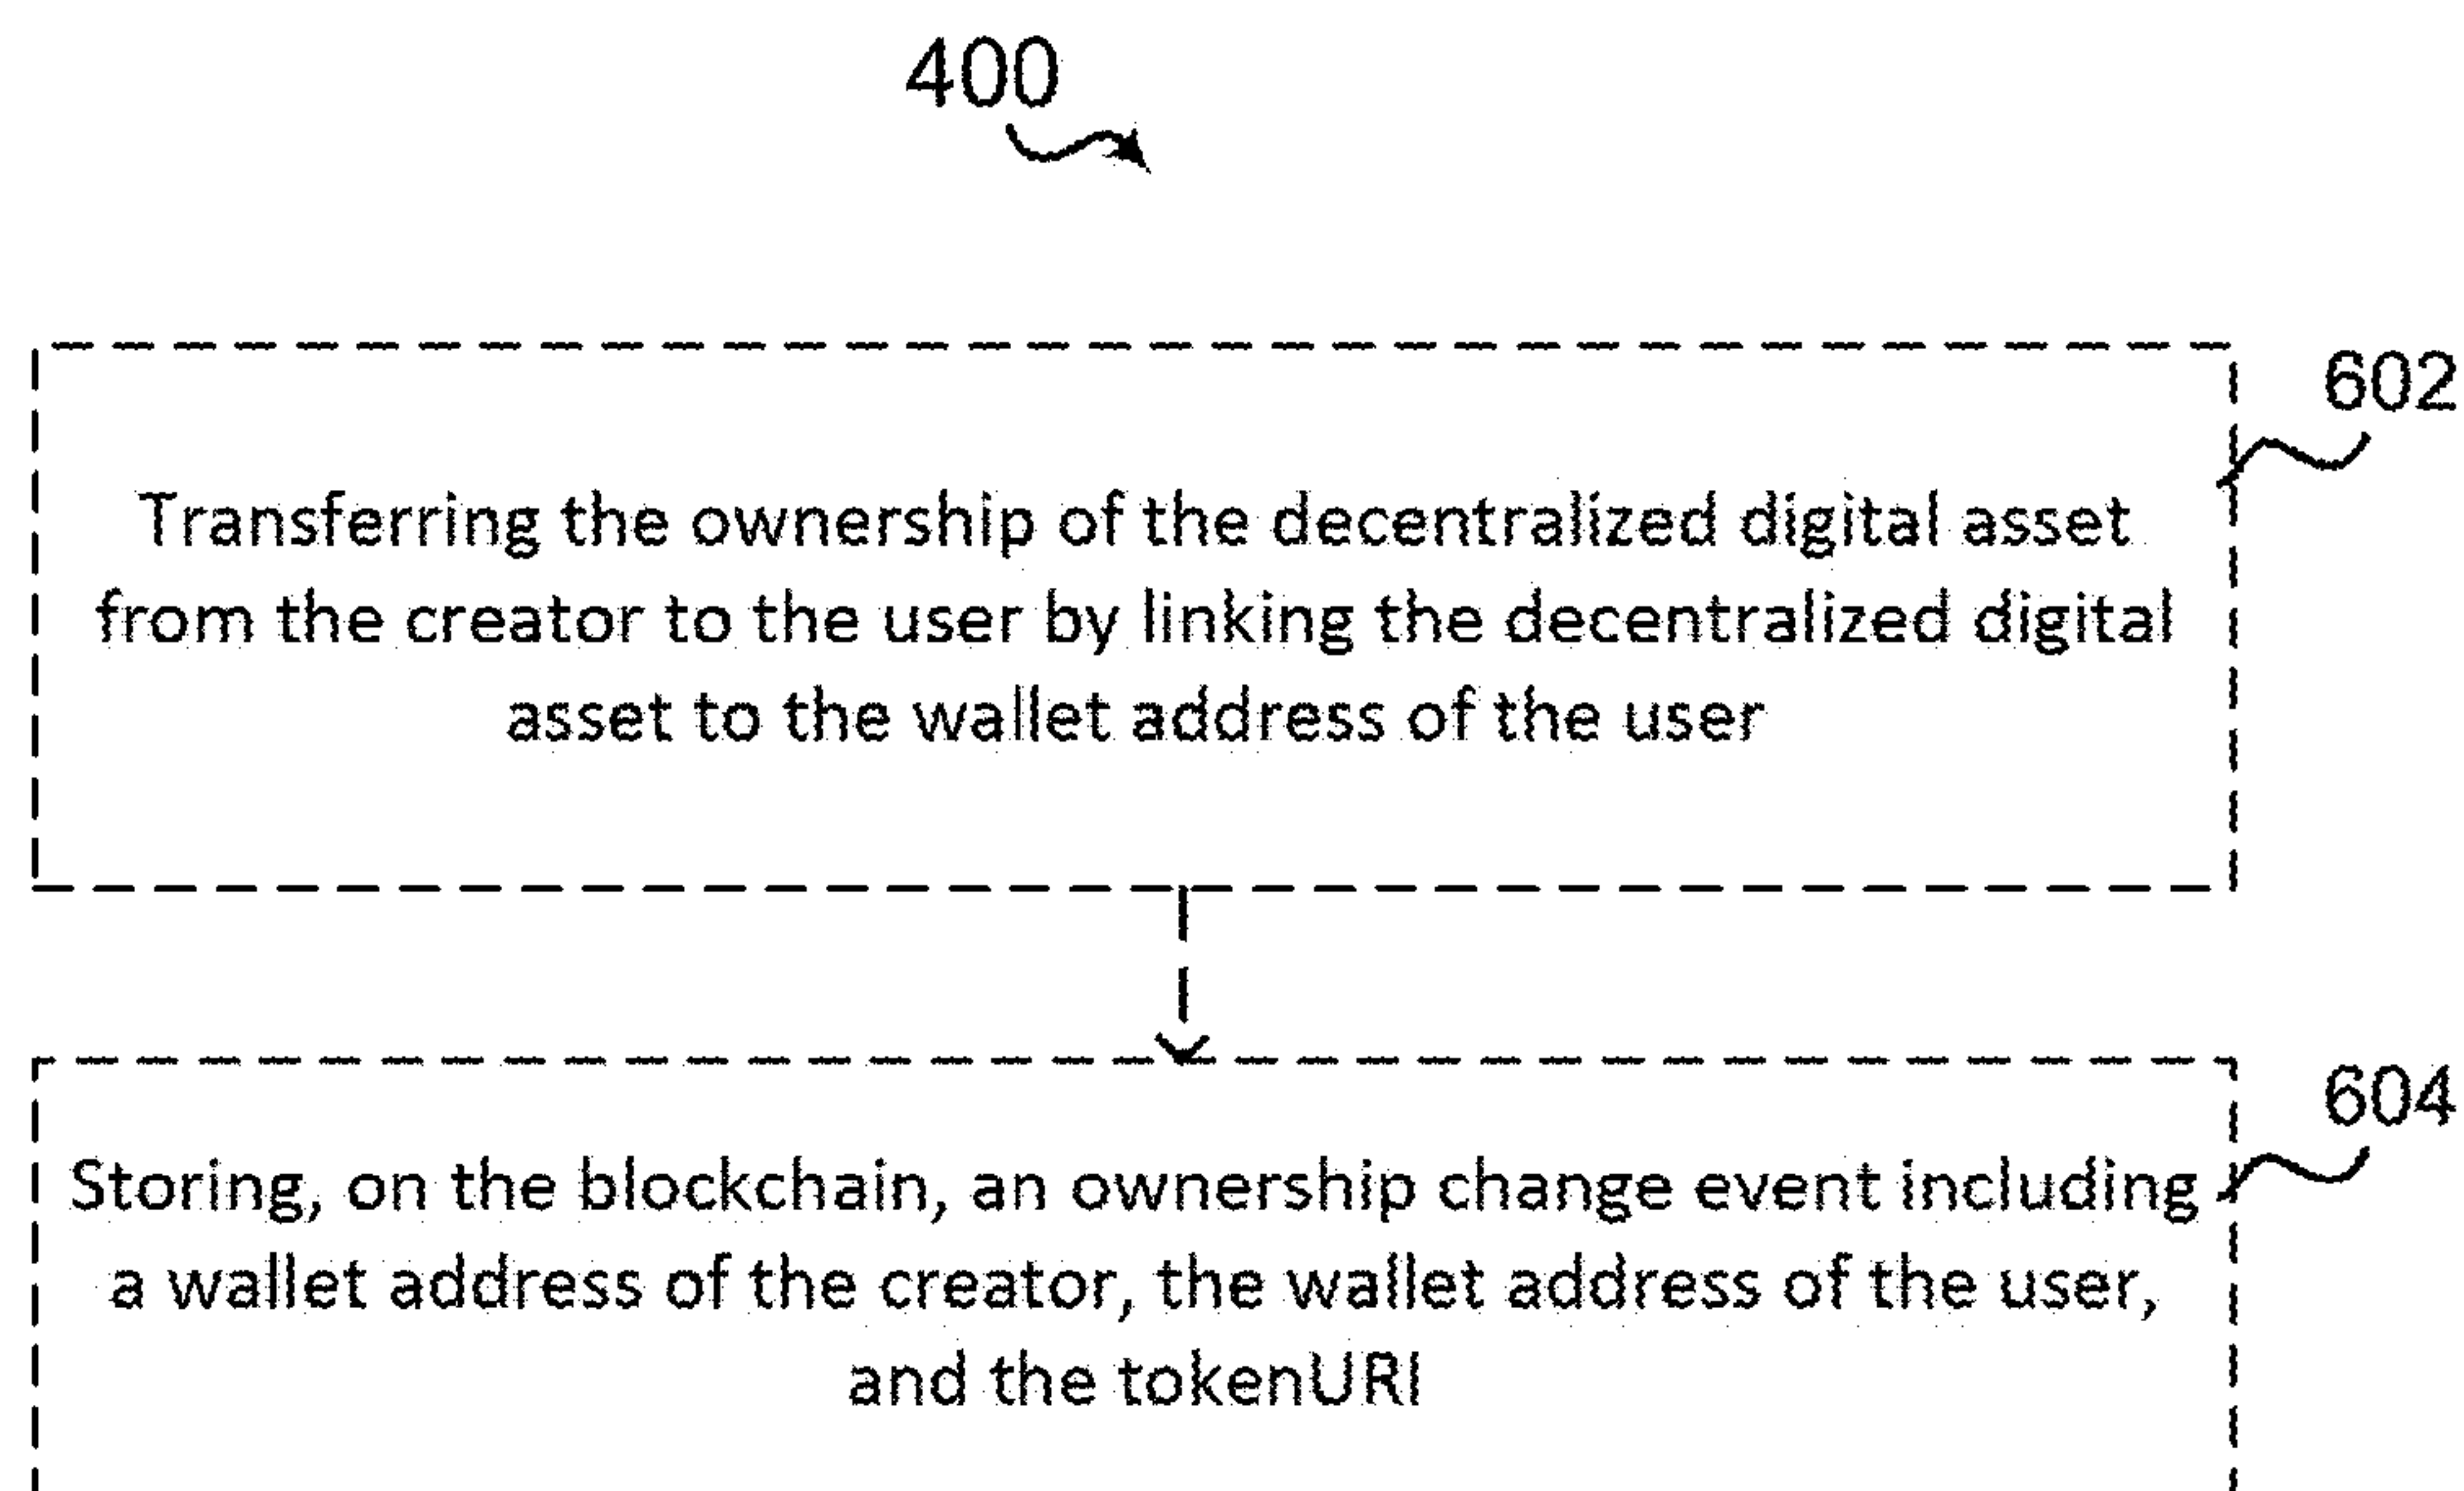 400
602
Transferring the ownership of the decentralized digital asset
from the creator to the user by linking the decentralized digital
asset to the wallet address of the user
604
Storing, on the blockchain, an ownership change event including
a wallet address of the creator, the wallet address of the user,
and the tokenURI